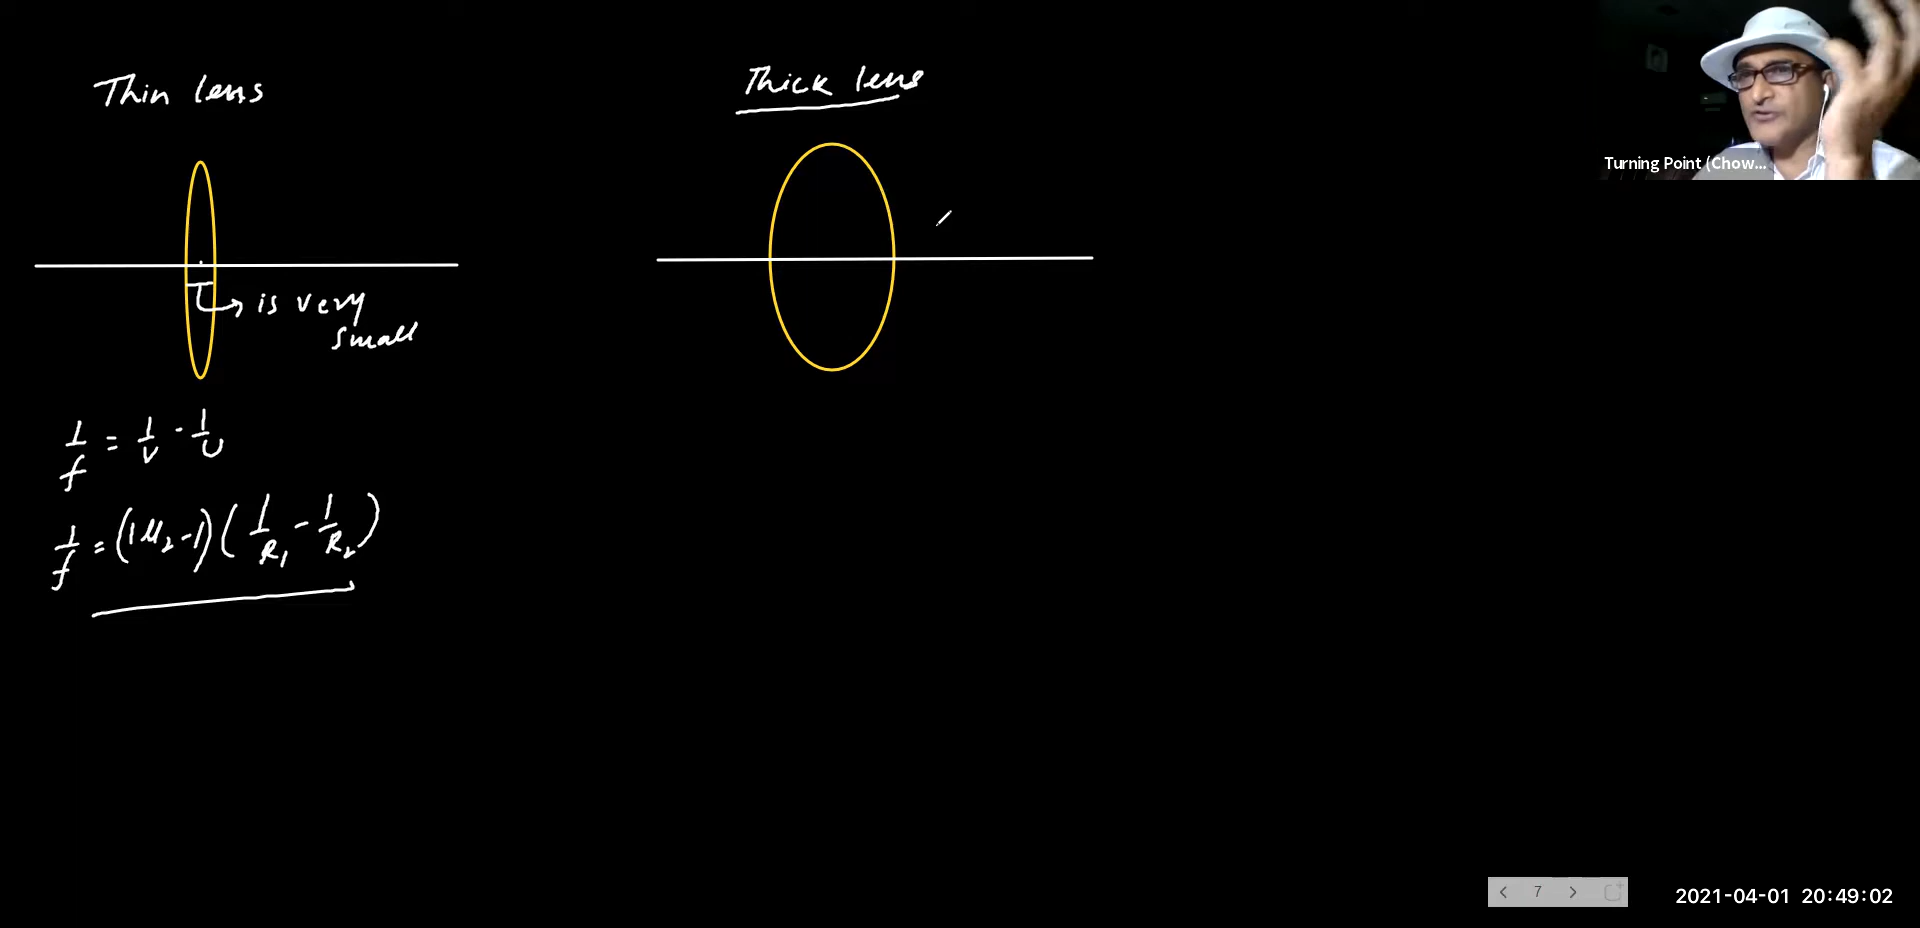 Thin lens
is very
small
1/f = 1/v - 1/u
1/f = (1μ2-1)(1/R1 - 1/R2)
Thick lens
Turning Point (Chow...
7
2021-04-01 20:49:02